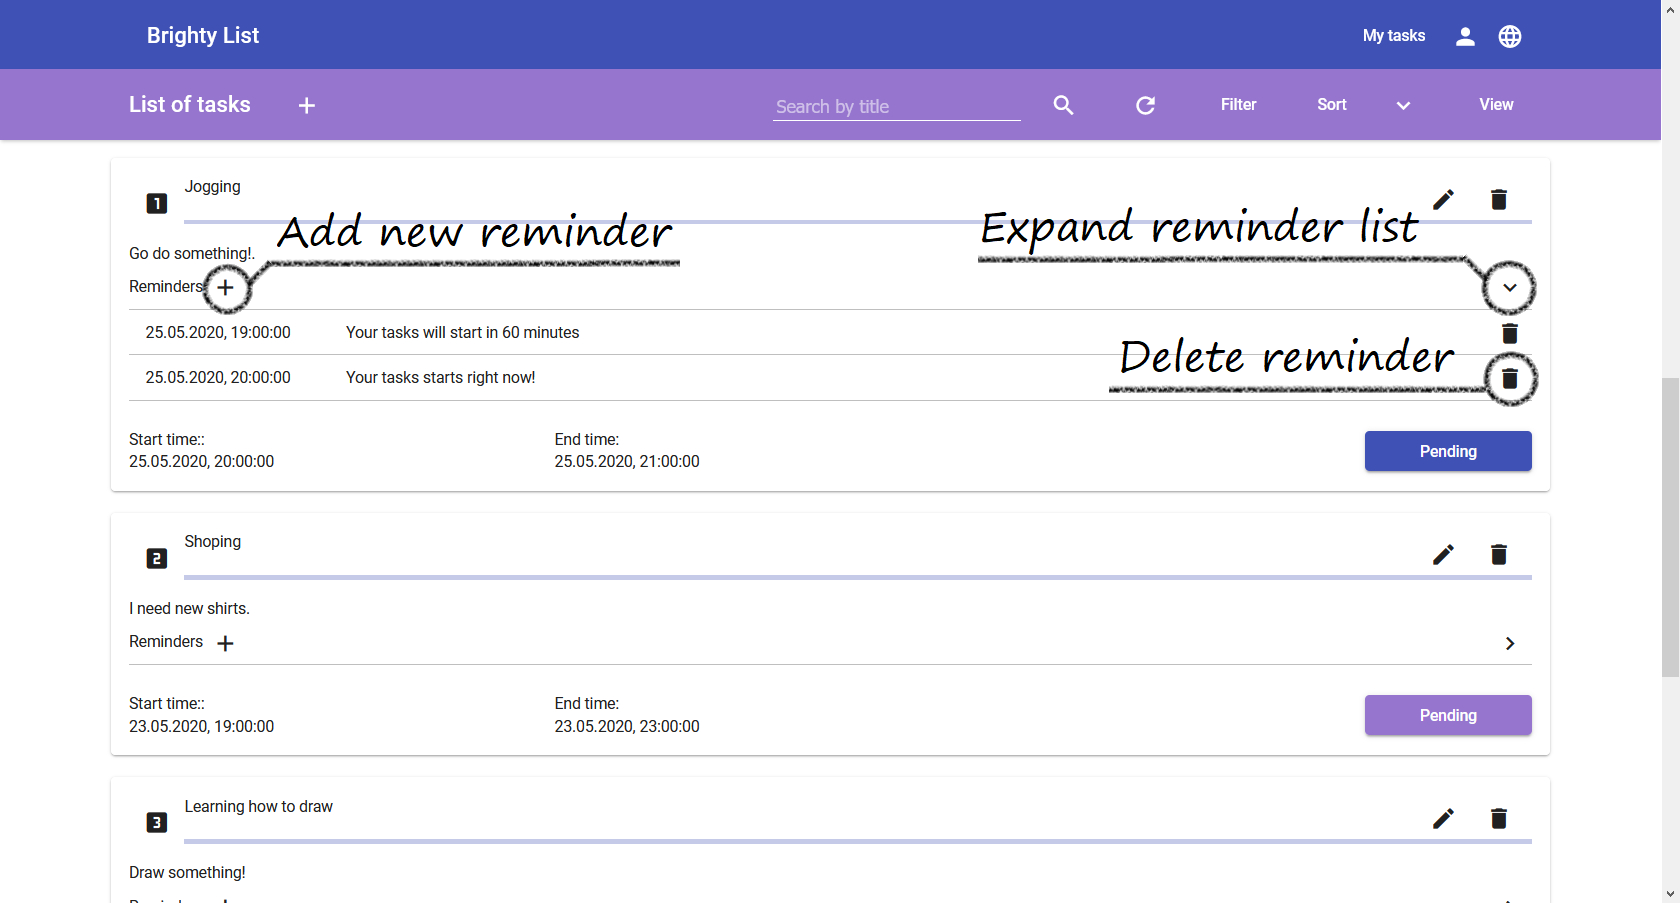 Brighty List My tasks
List of tasks + Search by title Filter Sort View
1 Jogging
Add new reminder Expand reminder list
Go do something!.
Reminders +
25.05.2020, 19:00:00 Your tasks will start in 60 minutes
Delete reminder
25.05.2020, 20:00:00 Your tasks starts right now!
Start time:: End time:
25.05.2020, 20:00:00 25.05.2020, 21:00:00 Pending
2 Shoping
I need new shirts.
Reminders +
Start time:: End time:
23.05.2020, 19:00:00 23.05.2020, 23:00:00 Pending
3 Learning how to draw
Draw something!